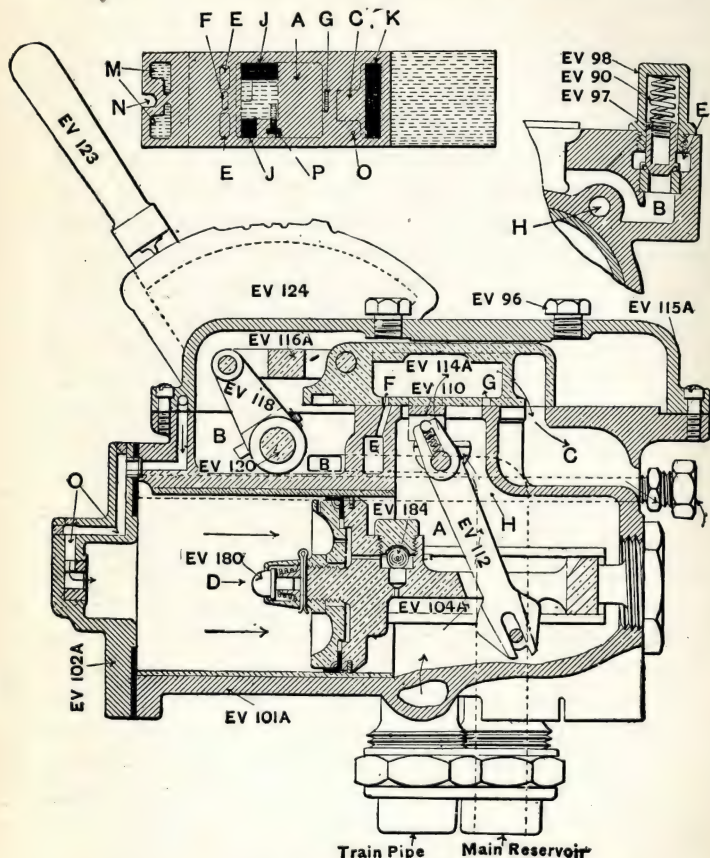 F E J A G C K
M
N
E J P O
EV 98
EV 90
EV 97
E
B
H
EV 123
EV 124
EV 96
EV 115A
EV 116A
EV 114A
EV 118
F
EV 110
G
B
C
EV 120
B
E
O
EV 184
H
A
EV 112
EV 180
D
EV 104A
EV 102A
EV 101A
Train Pipe Main Reservoir